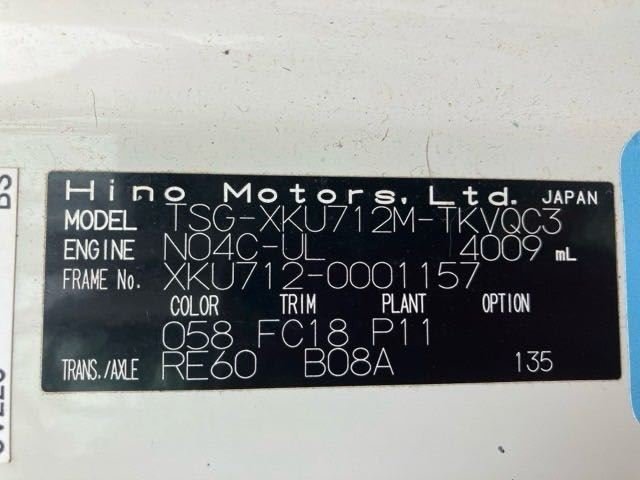 Hino Motors, Ltd. JAPAN
MODEL TSG-XKU712M-TKVQC3
ENGINE N04C-UL 4009 mL
FRAME No. XKU712-0001157
COLOR TRIM PLANT OPTION
058 FC18 P11
TRANS./AXLE RE60 B08A 135